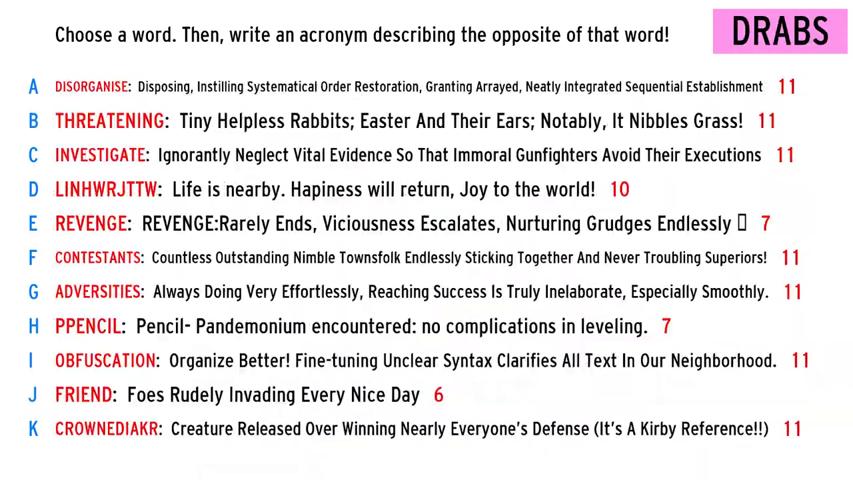 Choose a word. Then, write an acronym describing the opposite of that word!
DRABS
A DISORGANISE: Disposing, Instilling Systematical Order Restoration, Granting Arrayed, Neatly Integrated Sequential Establishment 11
B THREATENING: Tiny Helpless Rabbits; Easter And Their Ears; Notably, It Nibbles Grass! 11
C INVESTIGATE: Ignorantly Neglect Vital Evidence So That Immoral Gunfighters Avoid Their Executions 11
D LINHWRJTTW: Life is nearby. Hapiness will return, Joy to the world! 10
E REVENGE: REVENGE:Rarely Ends, Viciousness Escalates, Nurturing Grudges Endlessly 7
F CONTESTANTS: Countless Outstanding Nimble Townsfolk Endlessly Sticking Together And Never Troubling Superiors! 11
G ADVERSITIES: Always Doing Very Effortlessly, Reaching Success Is Truly Inelaborate, Especially Smoothly. 11
H PPENCIL: Pencil- Pandemonium encountered: no complications in leveling. 7
I OBFUSCATION: Organize Better! Fine-tuning Unclear Syntax Clarifies All Text In Our Neighborhood. 11
J FRIEND: Foes Rudely Invading Every Nice Day 6
K CROWNEDIAKR: Creature Released Over Winning Nearly Everyone's Defense (It's A Kirby Reference!!) 11